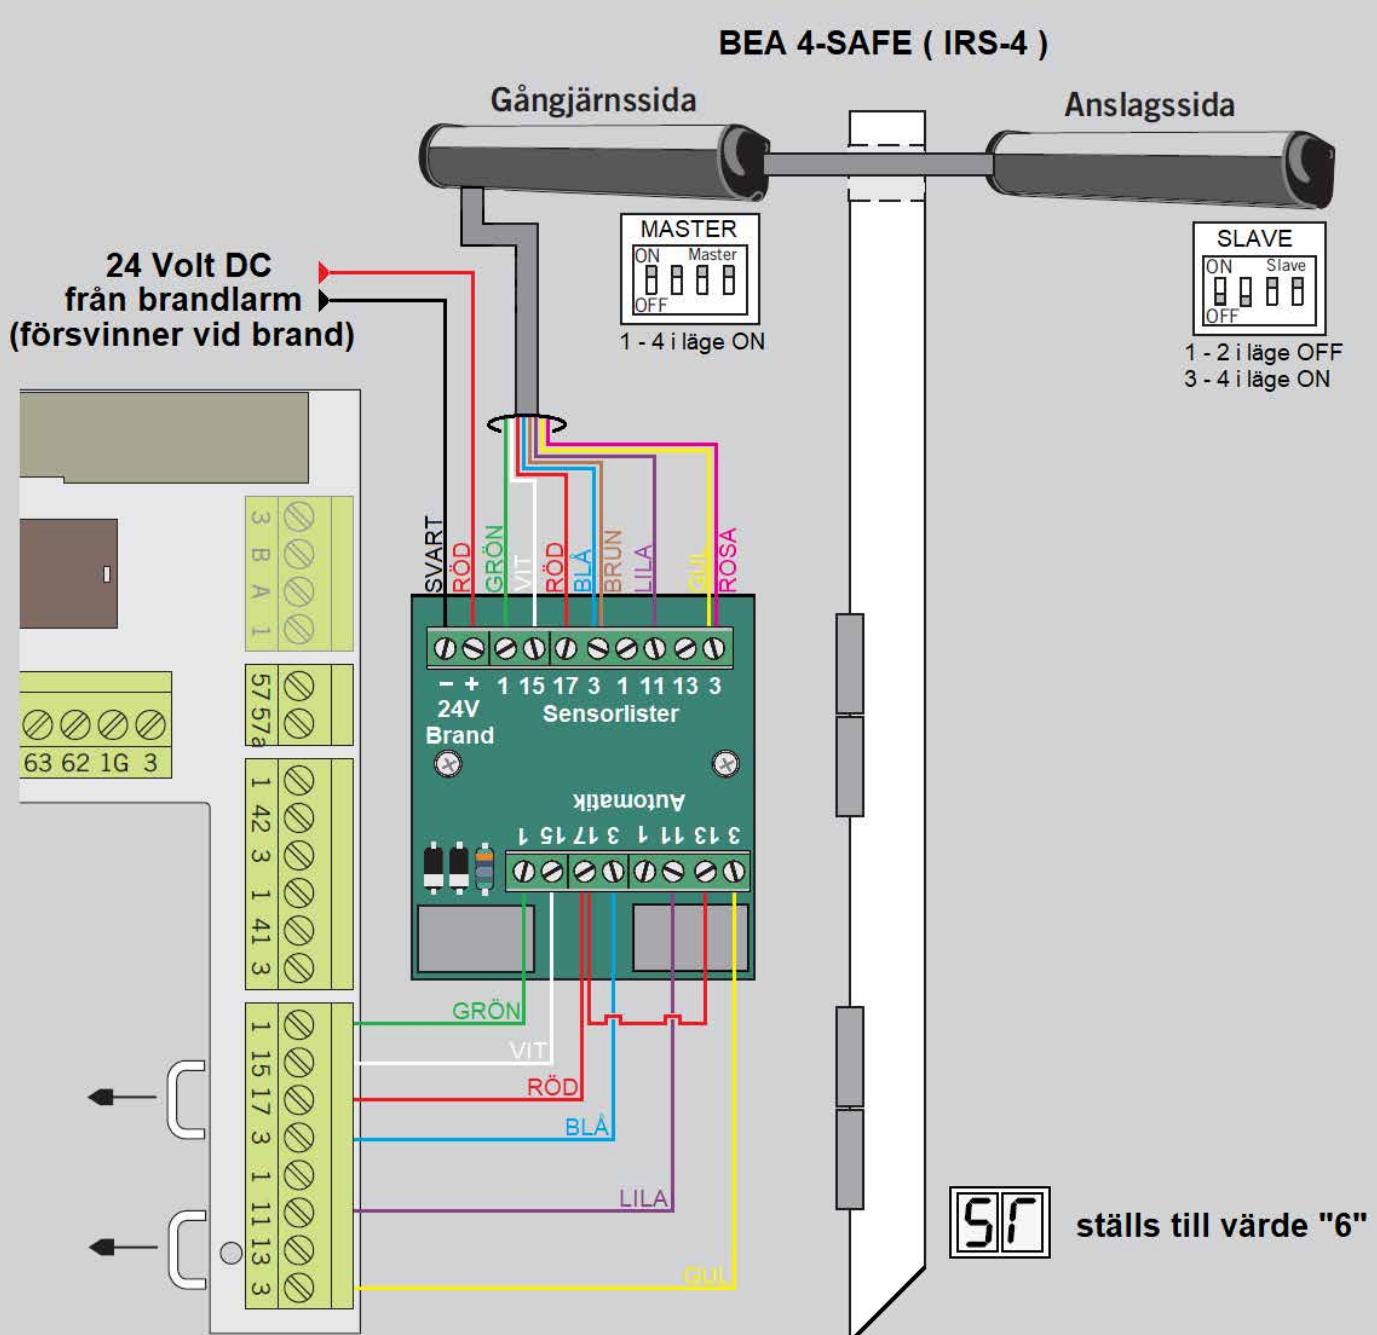 BEA 4-SAFE ( IRS-4 )
Gångjärnssida
Anslagssida
MASTER
ON Master
OFF
1 - 4 i läge ON
SLAVE
ON Slave
OFF
1 - 2 i läge OFF
3 - 4 i läge ON
24 Volt DC
från brandlarm
(försvinner vid brand)
SVART
RÖD
GRÖN
VIT
RÖD
BLÅ
BRUN
LILA
GUL
ROSA
3
B
A
1
57
57a
63 62 1G 3
1
42
3
1
41
3
1
15
17
3
1
11
13
3
− + 1 15 17 3 1 11 13 3
24V
Brand
Sensorlister
Automatik
1 15 17 3 1 11 13 3
GRÖN
VIT
RÖD
BLÅ
LILA
GUL
ST ställs till värde "6"